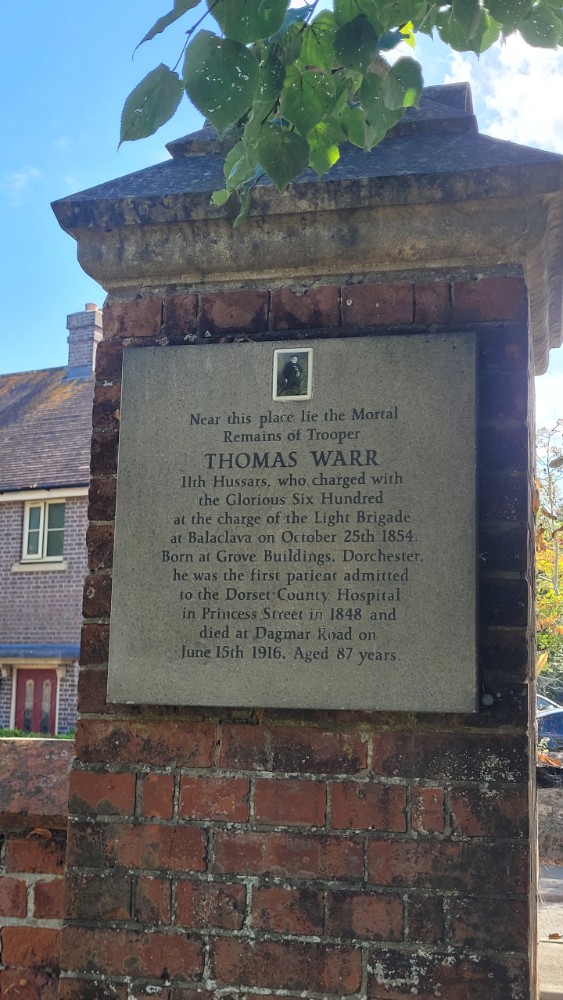 Near this place lie the Mortal
Remains of Trooper
THOMAS WARR
11th Hussars, who charged with
the Glorious Six Hundred
at the charge of the Light Brigade
at Balaclava on October 25th 1854.
Born at Grove Buildings, Dorchester,
he was the first patient admitted
to the Dorset County Hospital
in Princess Street in 1848 and
died at Dagmar Road on
June 15th 1916. Aged 87 years.